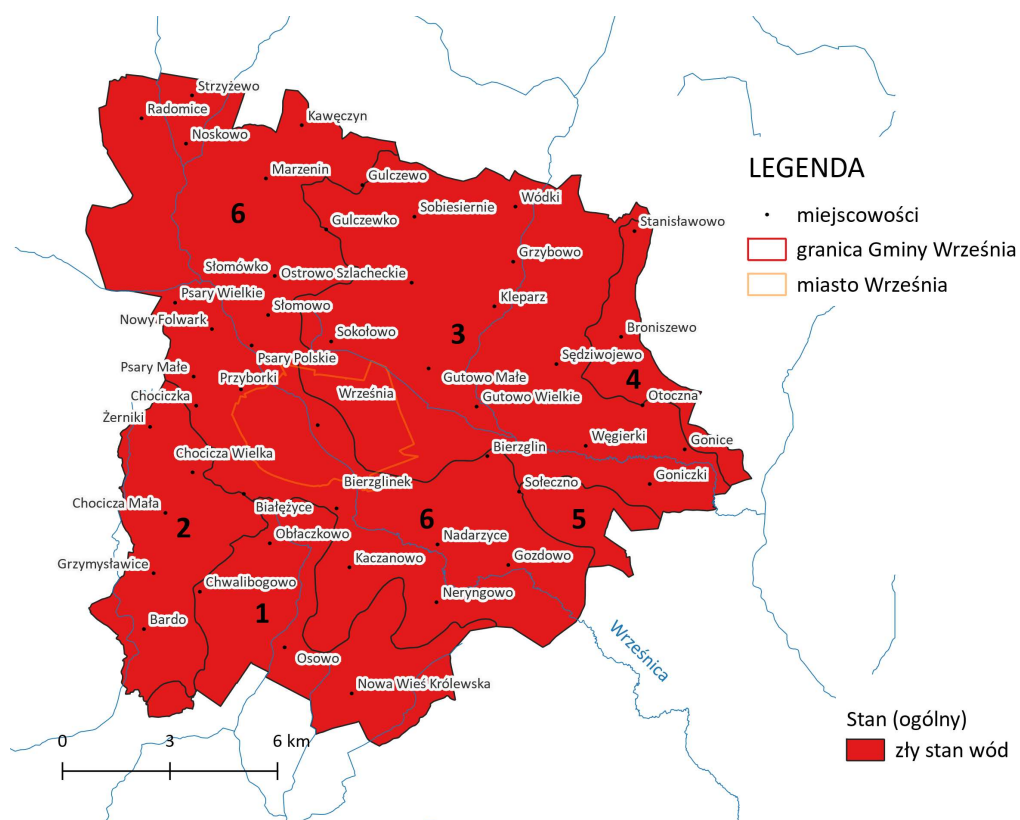 Strzyżewo
Radomice
Kawęczyn
Noskowo
Marzenin
Gulczewo
LEGENDA
Wódki
6
Sobiesiernie
miejscowości
Gulczewko
Stanisławowo
granica Gminy Września
Grzybowo
Słomówko
Ostrowo Szlacheckie
miasto Września
Psary Wielkie
Kleparz
Słomowo
Nowy Folwark
Sokołowo
3
Broniszewo
Psary Polskie
Sędziwojewo
Psary Małe
Przyborki
Gutowo Małe
4
Chociczka
Września
Gutowo Wielkie
Otoczna
Żerniki
Węgierki
Gonice
Bierzglin
Chocicza Wielka
Goniczki
Bierzglinek
Sołeczno
Chocicza Mała
Białężyce
2
6
5
Obłaczkowo
Nadarzyce
Kaczanowo
Gozdowo
Grzymysławice
Chwalibogowo
Neryngowo
1
Bardo
Września
Wrześnica
Osowo
Nowa Wieś Królewska
Stan (ogólny)
0 3 6 km
zły stan wód